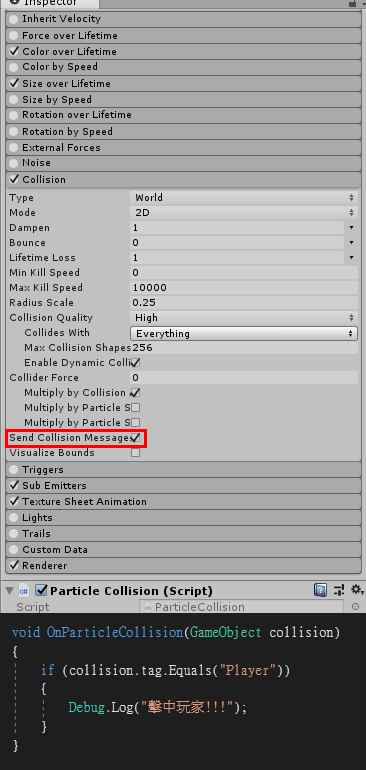 Inspector
Inherit Velocity
Force over Lifetime
Color over Lifetime
Color by Speed
Size over Lifetime
Size by Speed
Rotation over Lifetime
Rotation by Speed
External Forces
Noise
Collision
Type World
Mode 2D
Dampen 1
Bounce 0
Lifetime Loss 1
Min Kill Speed 0
Max Kill Speed 10000
Radius Scale 0.25
Collision Quality High
Collides With Everything
Max Collision Shapes 256
Enable Dynamic Colli
Collider Force 0
Multiply by Collision A
Multiply by Particle S
Multiply by Particle S
Send Collision Messages
Visualize Bounds
Triggers
Sub Emitters
Texture Sheet Animation
Lights
Trails
Custom Data
Renderer
Particle Collision (Script)
Script ParticleCollision
void OnParticleCollision(GameObject collision)
{
if (collision.tag.Equals("Player"))
{
Debug.Log("擊中玩家!!!");
}
}